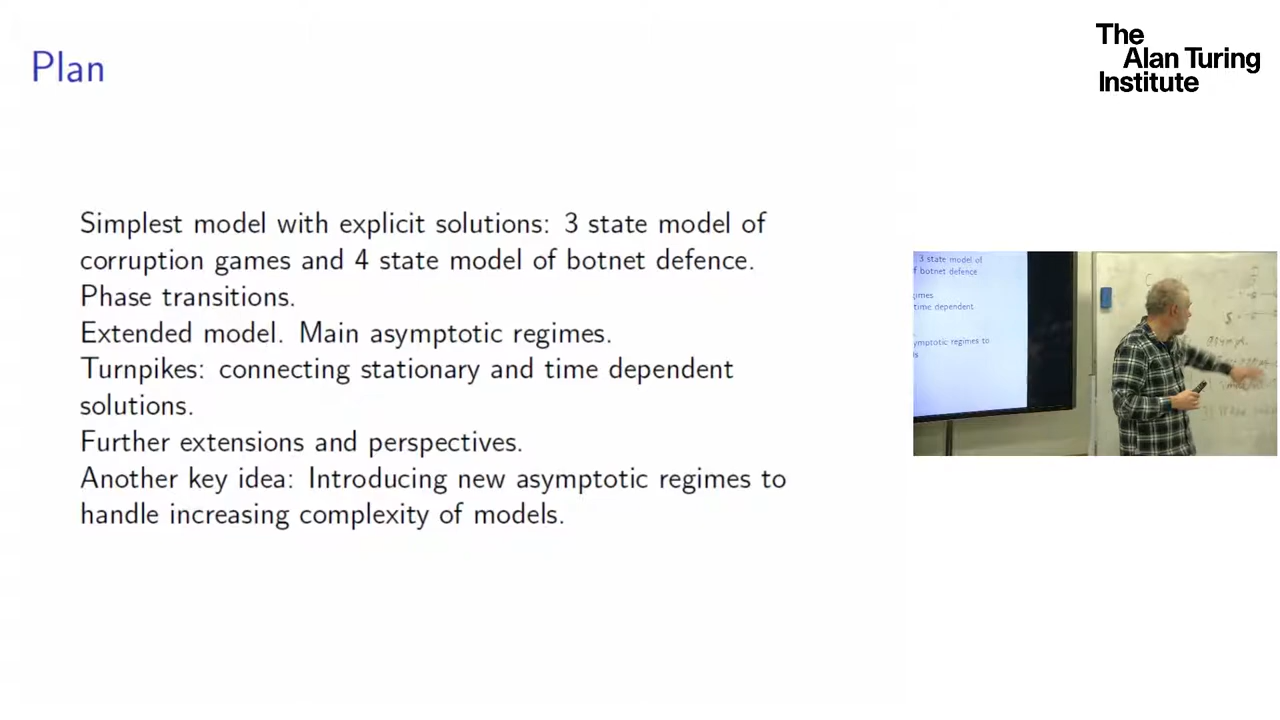 Plan
The
Alan Turing
Institute
Simplest model with explicit solutions: 3 state model of
corruption games and 4 state model of botnet defence.
Phase transitions.
Extended model. Main asymptotic regimes.
Turnpikes: connecting stationary and time dependent
solutions.
Further extensions and perspectives.
Another key idea: Introducing new asymptotic regimes to
handle increasing complexity of models.
3 state model of
f botnet defence
gimes
time dependent
ymptotic regimes to
ls